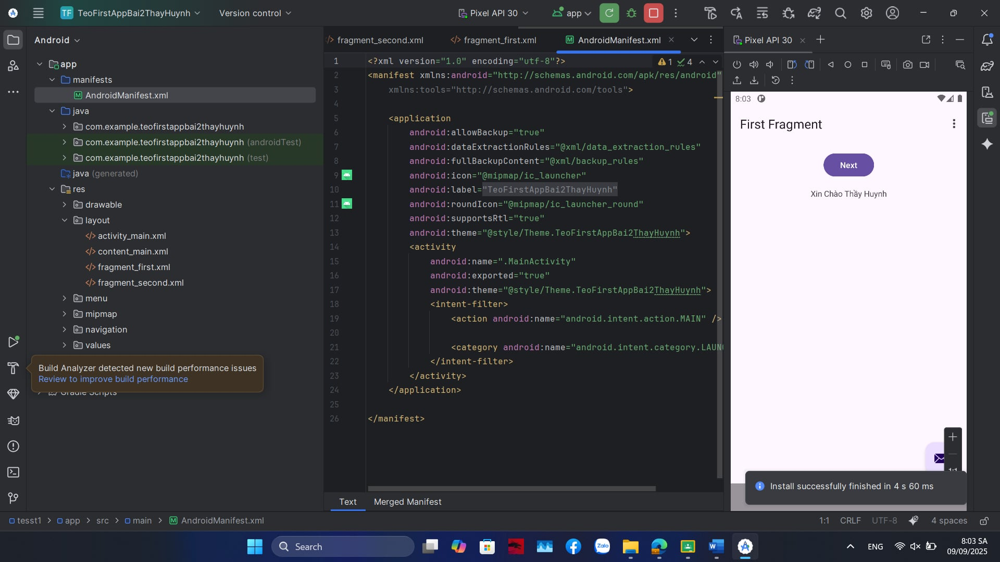 TF TeoFirstAppBai2ThayHuynh Version control Pixel API 30 app
Android
app
manifests
AndroidManifest.xml
java
com.example.teofirstappbai2thayhuynh
com.example.teofirstappbai2thayhuynh (androidTest)
com.example.teofirstappbai2thayhuynh (test)
java (generated)
res
drawable
layout
activity_main.xml
content_main.xml
fragment_first.xml
fragment_second.xml
menu
mipmap
navigation
values
Build Analyzer detected new build performance issues
Review to improve build performance
Gradle Scripts
fragment_second.xml fragment_first.xml AndroidManifest.xml
1 4
1 <?xml version="1.0" encoding="utf-8"?>
2 <manifest xmlns:android="http://schemas.android.com/apk/res/android"
3 xmlns:tools="http://schemas.android.com/tools">
4
5 <application
6 android:allowBackup="true"
7 android:dataExtractionRules="@xml/data_extraction_rules"
8 android:fullBackupContent="@xml/backup_rules"
9 android:icon="@mipmap/ic_launcher"
10 android:label="TeoFirstAppBai2ThayHuynh"
11 android:roundIcon="@mipmap/ic_launcher_round"
12 android:supportsRtl="true"
13 android:theme="@style/Theme.TeoFirstAppBai2ThayHuynh">
14 <activity
15 android:name=".MainActivity"
16 android:exported="true"
17 android:theme="@style/Theme.TeoFirstAppBai2ThayHuynh">
18 <intent-filter>
19 <action android:name="android.intent.action.MAIN" />
20
21 <category android:name="android.intent.category.LAUN
22 </intent-filter>
23 </activity>
24 </application>
25
26 </manifest>
Text Merged Manifest
Pixel API 30
8:03
First Fragment
Next
Xin Chào Thầy Huynh
1:1
Install successfully finished in 4 s 60 ms
tesst1 > app > src > main > AndroidManifest.xml
1:1 CRLF UTF-8 4 spaces
Search
Zalo
ENG
8:03 SA
09/09/2025